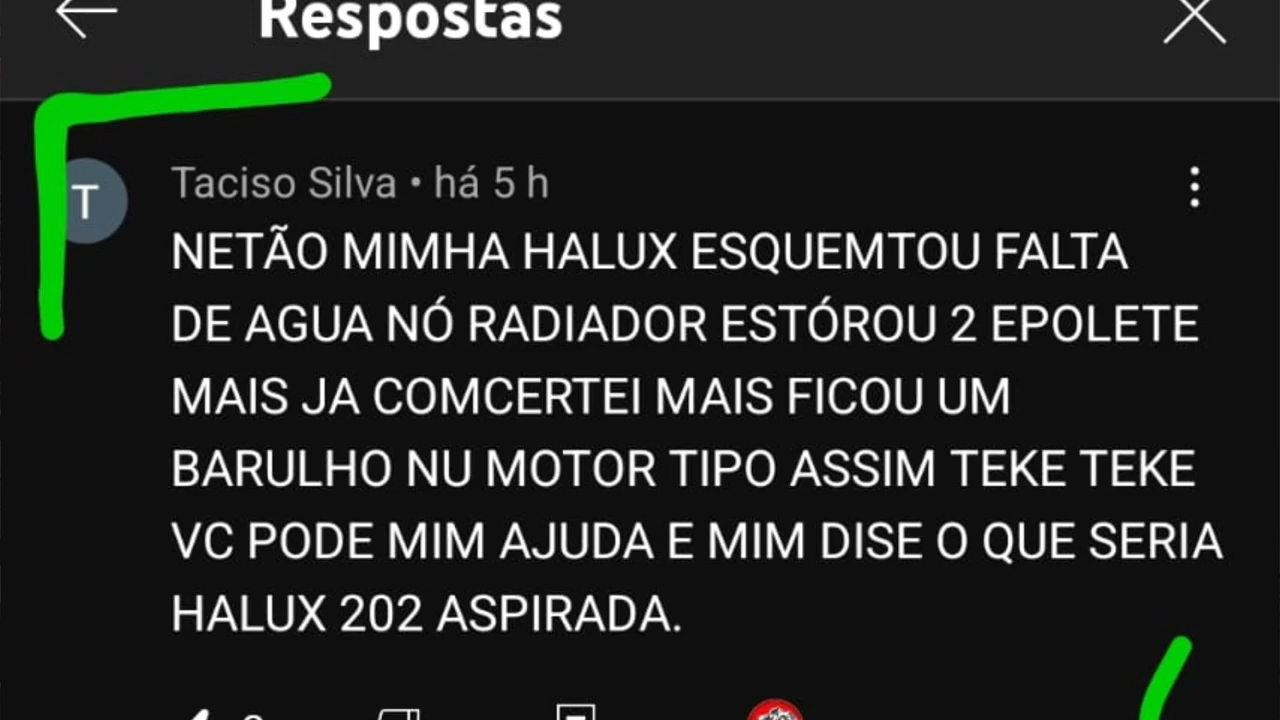 Respostas
T
Taciso Silva • há 5 h
NETÃO MIMHA HALUX ESQUEMTOU FALTA
DE AGUA NÓ RADIADOR ESTÓROU 2 EPOLETE
MAIS JA COMCERTEI MAIS FICOU UM
BARULHO NU MOTOR TIPO ASSIM TEKE TEKE
VC PODE MIM AJUDA E MIM DISE O QUE SERIA
HALUX 202 ASPIRADA.